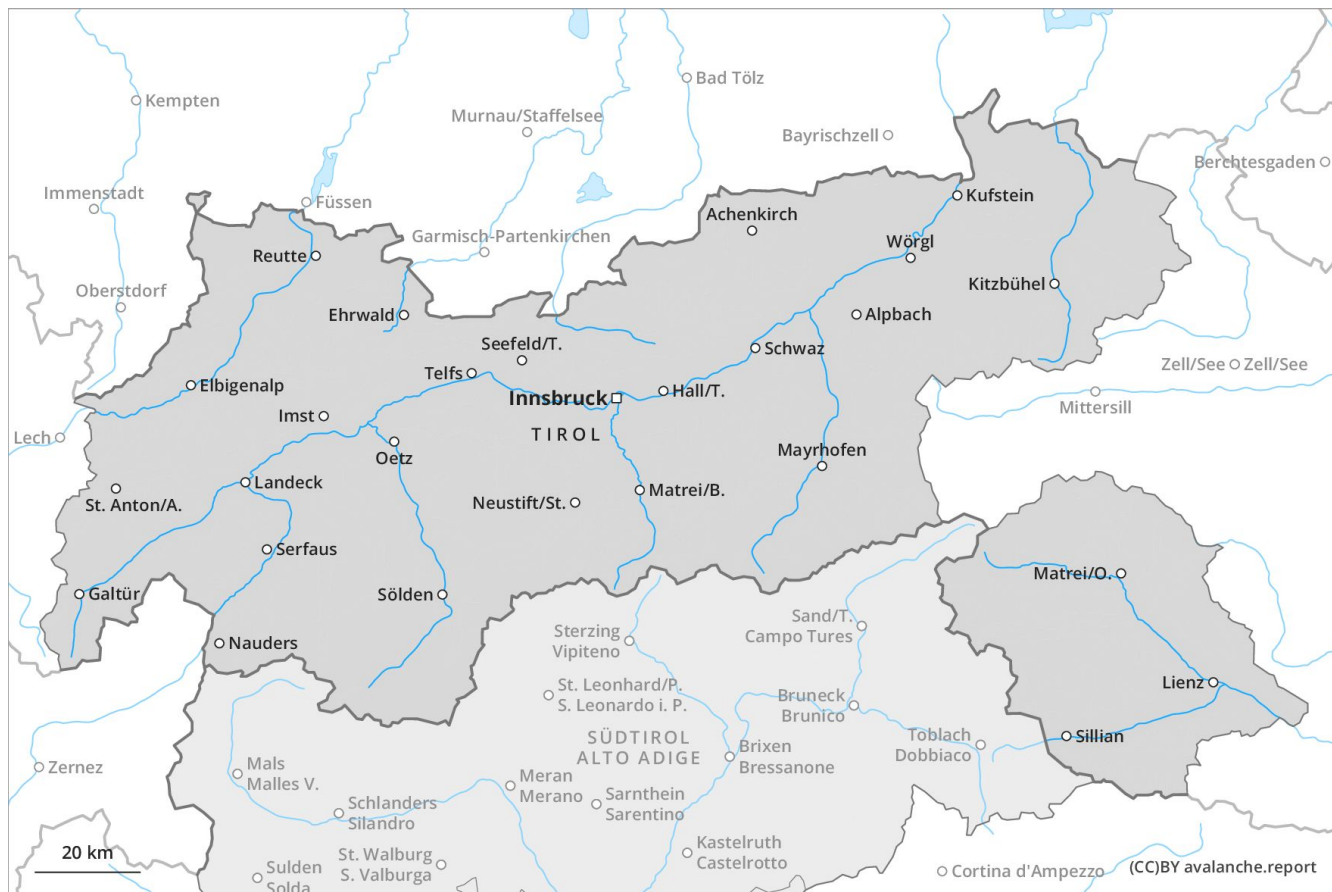 Bad Tölz
Kempten
Murnau/Staffelsee
Bayrischzell
Berchtesgaden
Immenstadt
Füssen
Kufstein
Achenkirch
Garmisch-Partenkirchen
Wörgl
Reutte
Kitzbühel
Oberstdorf
Ehrwald
Alpbach
Seefeld/T.
Schwaz
Zell/See
Zell/See
Telfs
Elbigenalp
Hall/T.
Innsbruck
Mittersill
Imst
TIROL
Lech
Oetz
Mayrhofen
Landeck
Matrei/B.
St. Anton/A.
Neustift/St.
Serfaus
Matrei/O.
Galtür
Sölden
Sand/T.
Campo Tures
Sterzing
Vipiteno
Nauders
Lienz
St. Leonhard/P.
S. Leonardo i. P.
Bruneck
Brunico
SÜDTIROL
ALTO ADIGE
Toblach
Dobbiaco
Sillian
Brixen
Bressanone
Zernez
Mals
Malles V.
Meran
Merano
Sarnthein
Sarentino
Schlanders
Silandro
Kastelruth
Castelrotto
20 km
St. Walburg
S. Valburga
Sulden
Solda
Cortina d'Ampezzo
(CC)BY avalanche.report